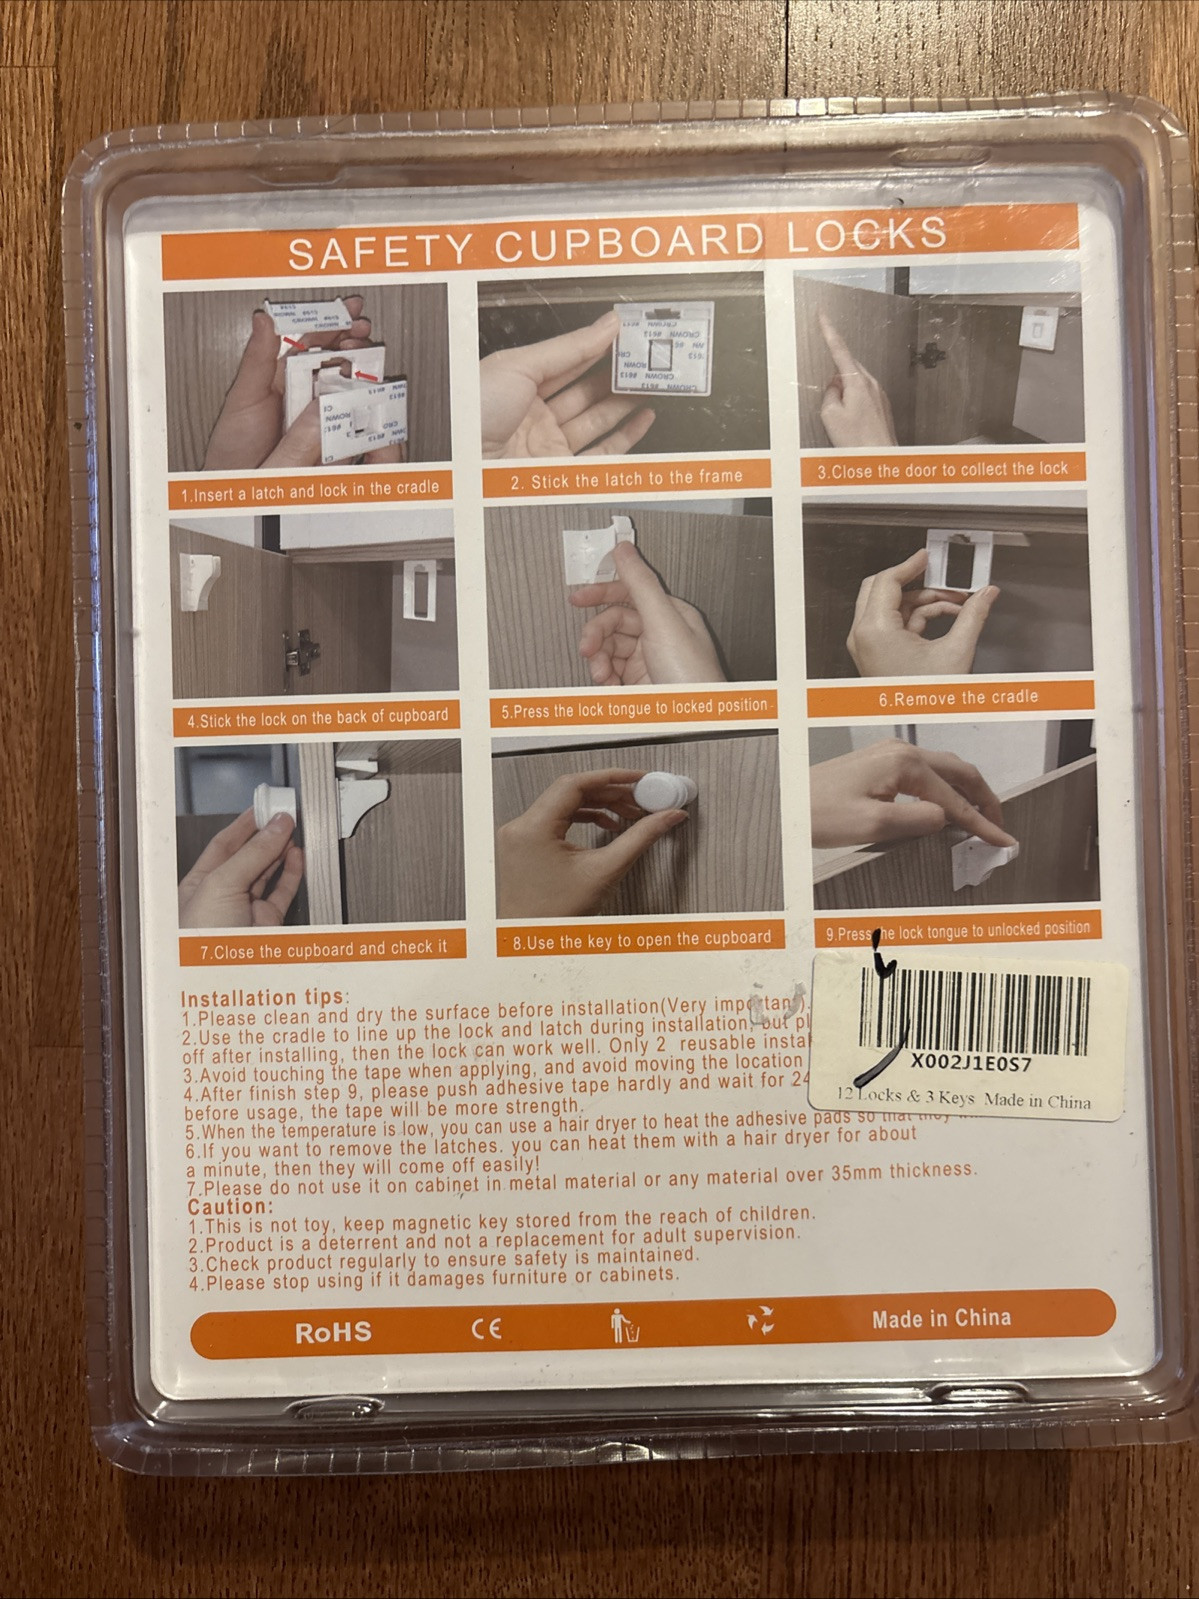 SAFETY CUPBOARD LOCKS
1.Insert a latch and lock in the cradle
2. Stick the latch to the frame
3.Close the door to collect the lock
4.Stick the lock on the back of cupboard
5.Press the lock tongue to locked position
6.Remove the cradle
7.Close the cupboard and check it
8.Use the key to open the cupboard
9.Press the lock tongue to unlocked position
Installation tips:
1.Please clean and dry the surface before installation(Very important).
2.Use the cradle to line up the lock and latch during installation, but
off after installing, then the lock can work well. Only 2 reusable
3.Avoid touching the tape when applying, and avoid moving the location
4.After finish step 9, please push adhesive tape hardly and wait for 24
before usage, the tape will be more strength.
5.When the temperature is low, you can use a hair dryer to heat the adhesive pads so that they
6.If you want to remove the latches. you can heat them with a hair dryer for about
a minute, then they will come off easily!
7.Please do not use it on cabinet in metal material or any material over 35mm thickness.
Caution:
1.This is not toy, keep magnetic key stored from the reach of children.
2.Product is a deterrent and not a replacement for adult supervision.
3.Check product regularly to ensure safety is maintained.
4.Please stop using if it damages furniture or cabinets.
X002J1E0S7
12 Locks & 3 Keys Made in China
RoHS CE Made in China